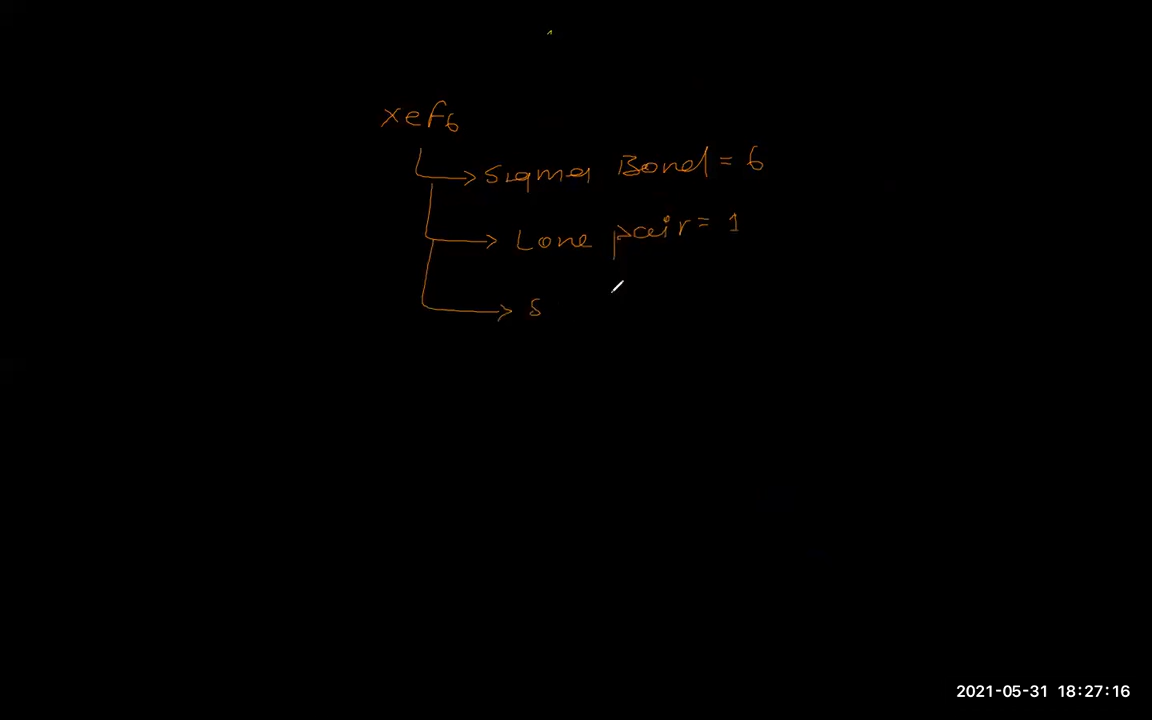 XeF6
Sigma Bond = 6
Lone pair = 1
S
2021-05-31 18:27:16